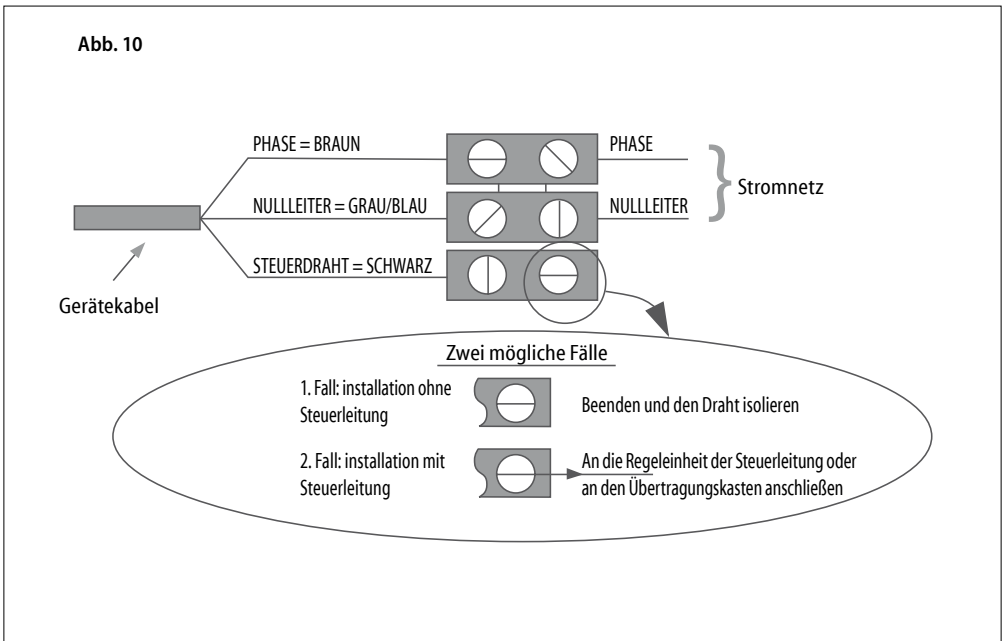 Abb. 10
PHASE = BRAUN
PHASE
Stromnetz
NULLLEITER = GRAU/BLAU
NULLLEITER
STEUERDRAHT = SCHWARZ
Gerätekabel
Zwei mögliche Fälle
1. Fall: installation ohne
Steuerleitung
Beenden und den Draht isolieren
2. Fall: installation mit
Steuerleitung
An die Regeleinheit der Steuerleitung oder
an den Übertragungskasten anschließen